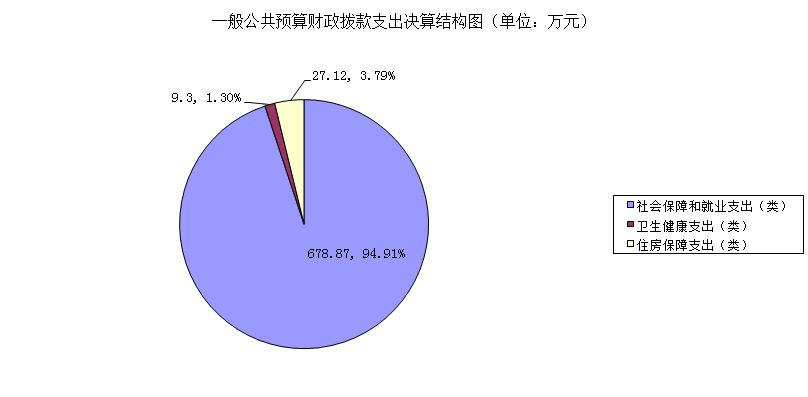 一般公共预算财政拨款支出决算结构图（单位：万元）
27.12, 3.79%
9.3, 1.30%
678.87, 94.91%
社会保障和就业支出（类）
卫生健康支出（类）
住房保障支出（类）